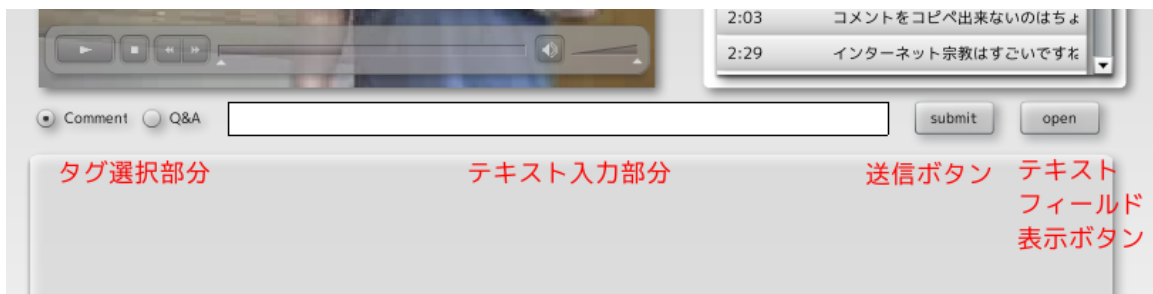 2:03 コメントをコピペ出来ないのはちょ
2:29 インターネット宗教はすごいですね
Comment Q&A submit open
タグ選択部分 テキスト入力部分 送信ボタン テキスト
フィールド
表示ボタン